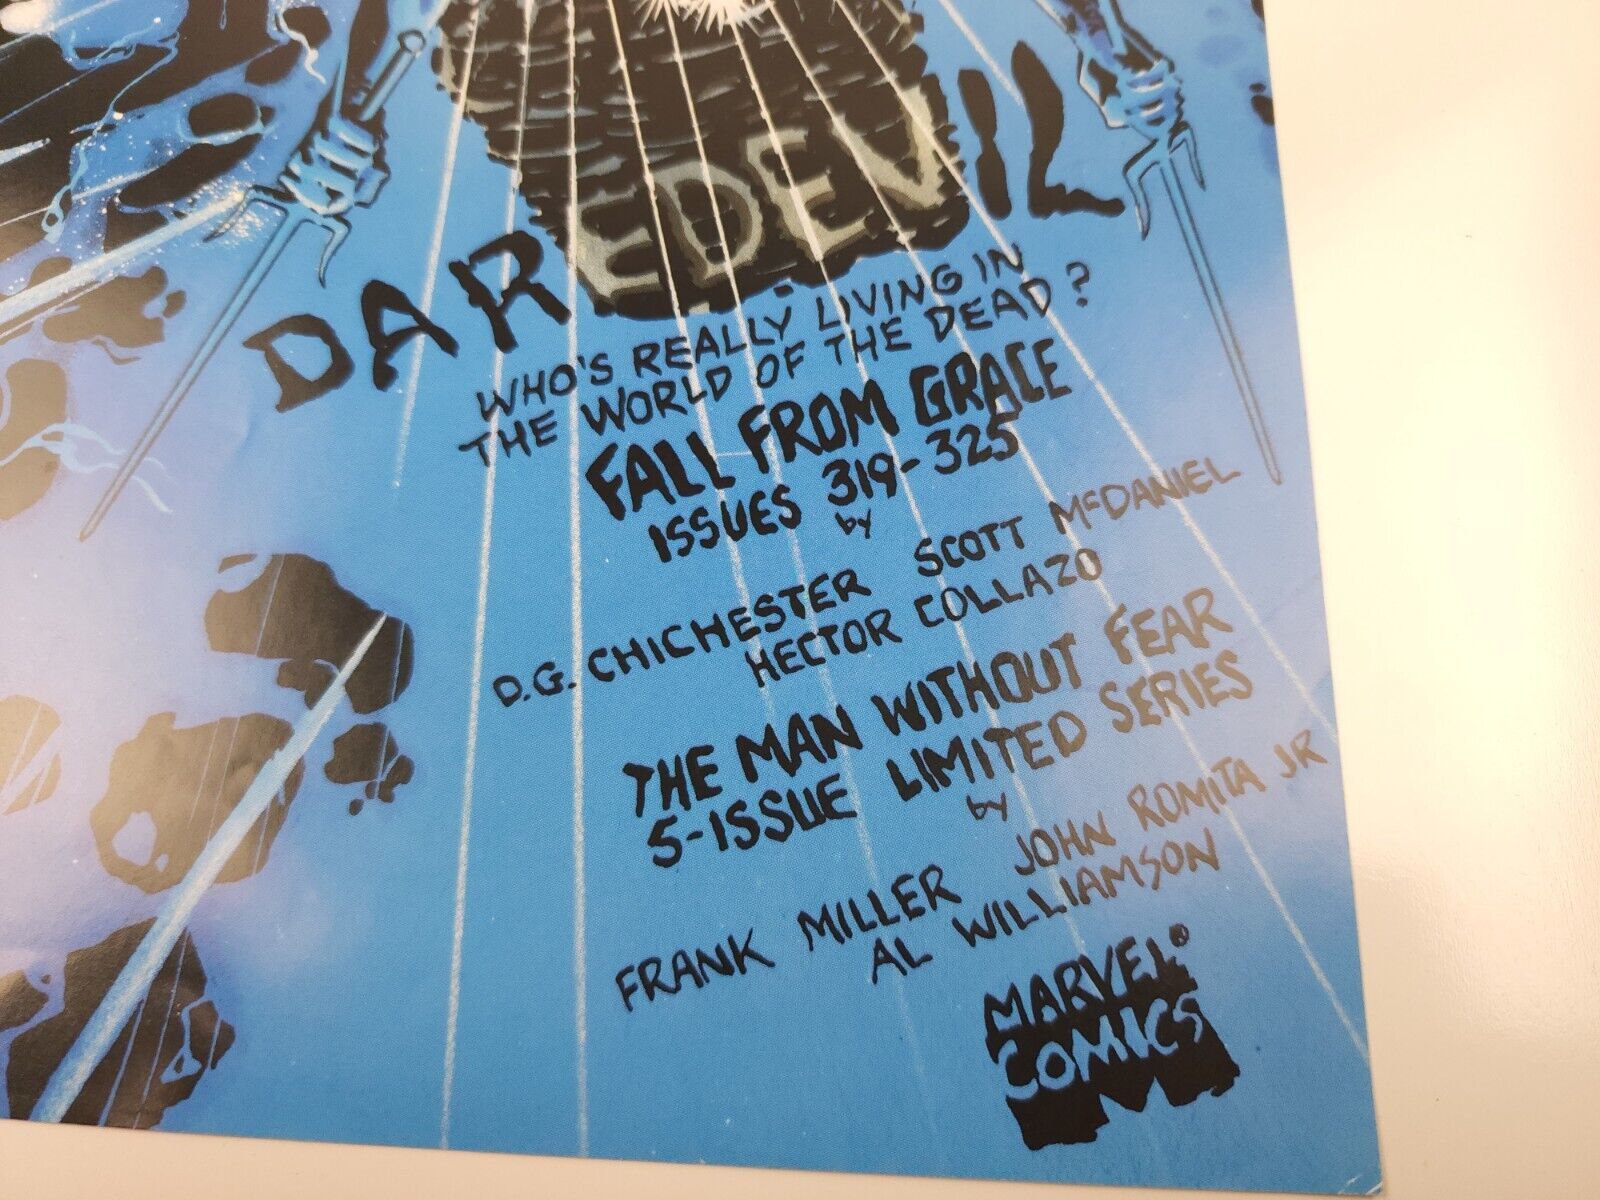 DAREDEVIL
WHO'S REALLY LIVING IN
THE WORLD OF THE DEAD?
FALL FROM GRACE
ISSUES 319-325
by
D.G. CHICHESTER SCOTT McDANIEL
HECTOR COLLAZO
THE MAN WITHOUT FEAR
5-ISSUE LIMITED SERIES
by
FRANK MILLER JOHN ROMITA JR
AL WILLIAMSON
MARVEL®
COMICS